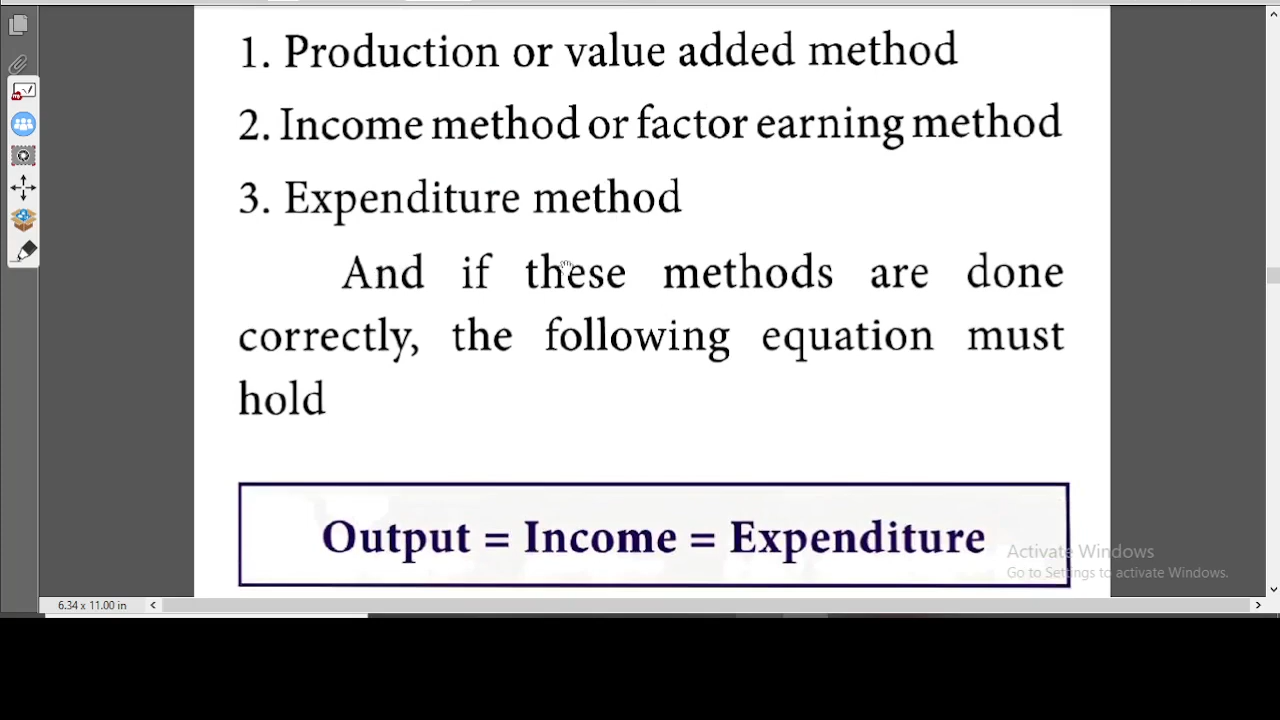 1. Production or value added method
2. Income method or factor earning method
3. Expenditure method
And if these methods are done
correctly, the following equation must
hold
Output = Income = Expenditure
Activate Windows
Go to Settings to activate Windows.
6.34 x 11.00 in